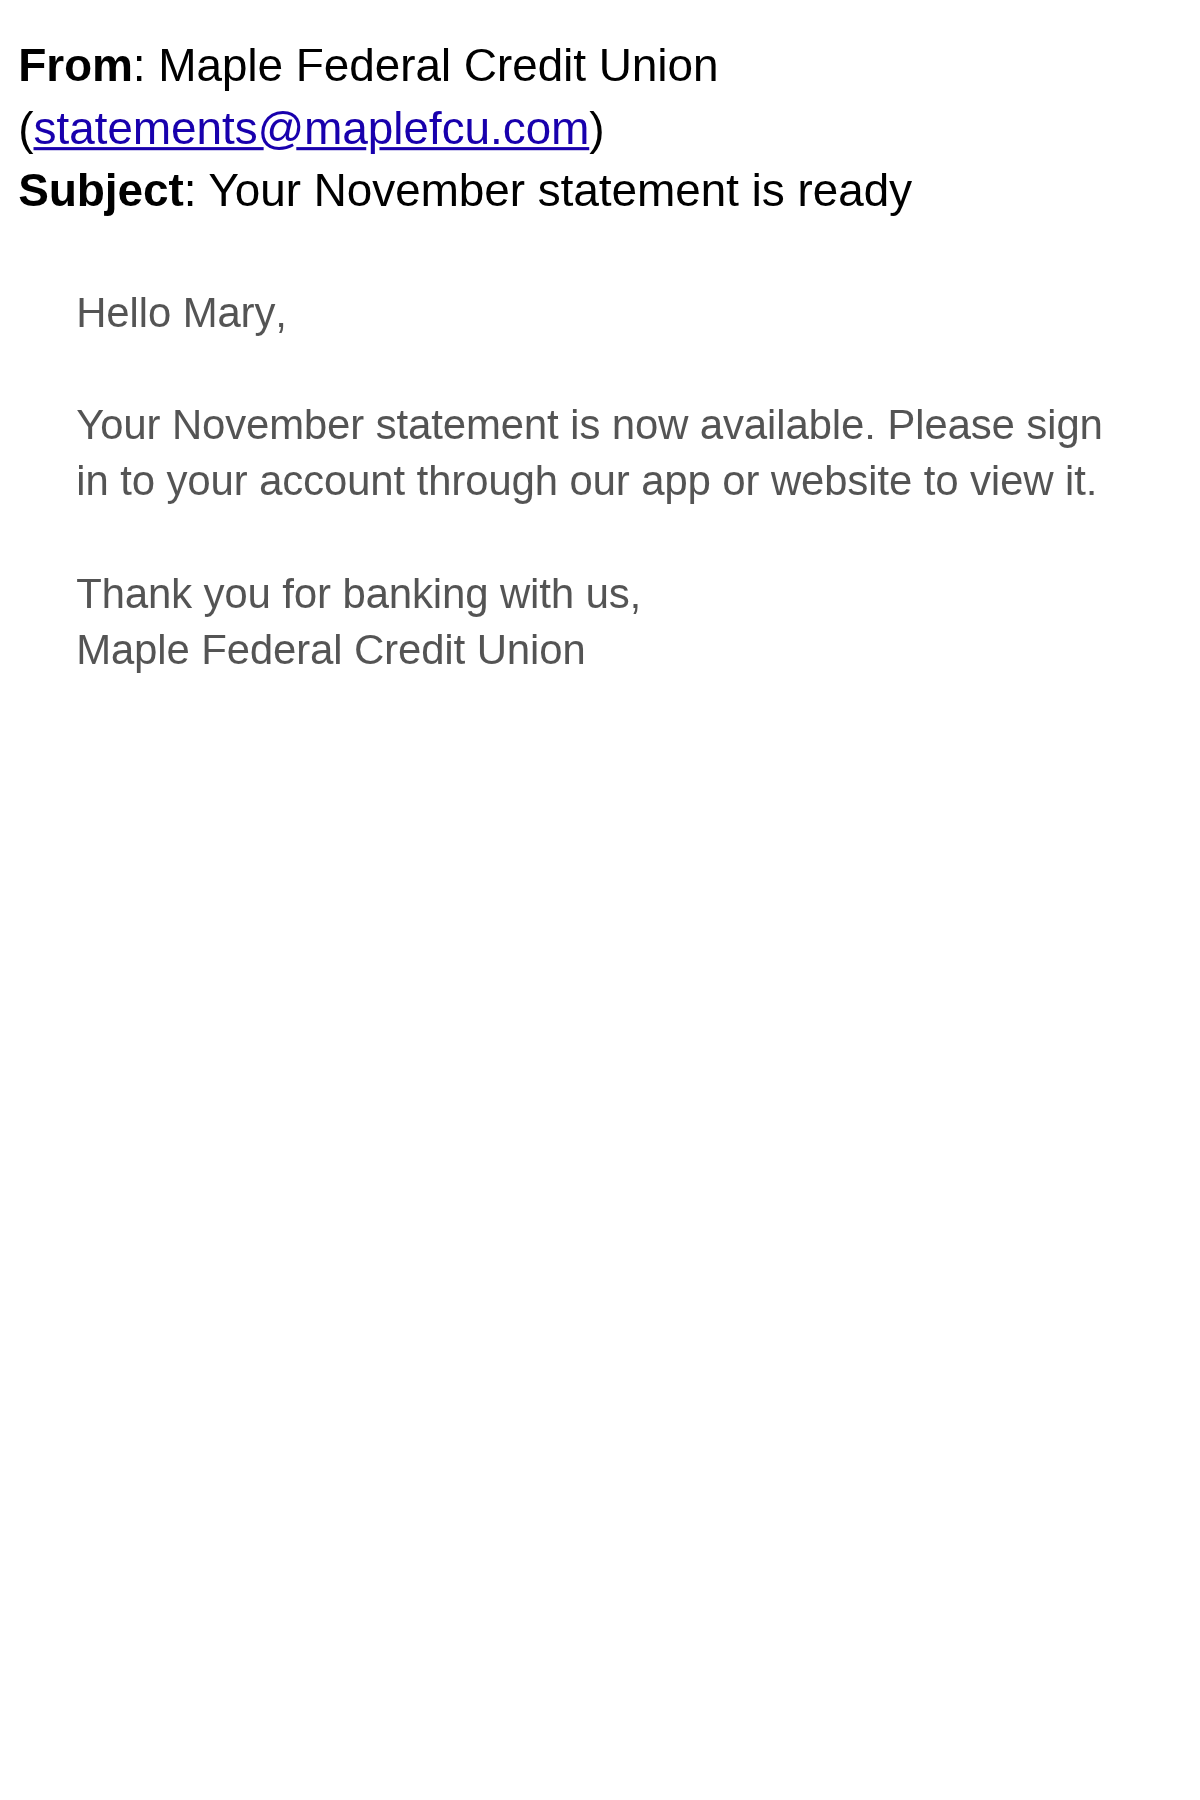 From: Maple Federal Credit Union
(statements@maplefcu.com)
Subject: Your November statement is ready
Hello Mary,
Your November statement is now available. Please sign
in to your account through our app or website to view it.
Thank you for banking with us,
Maple Federal Credit Union